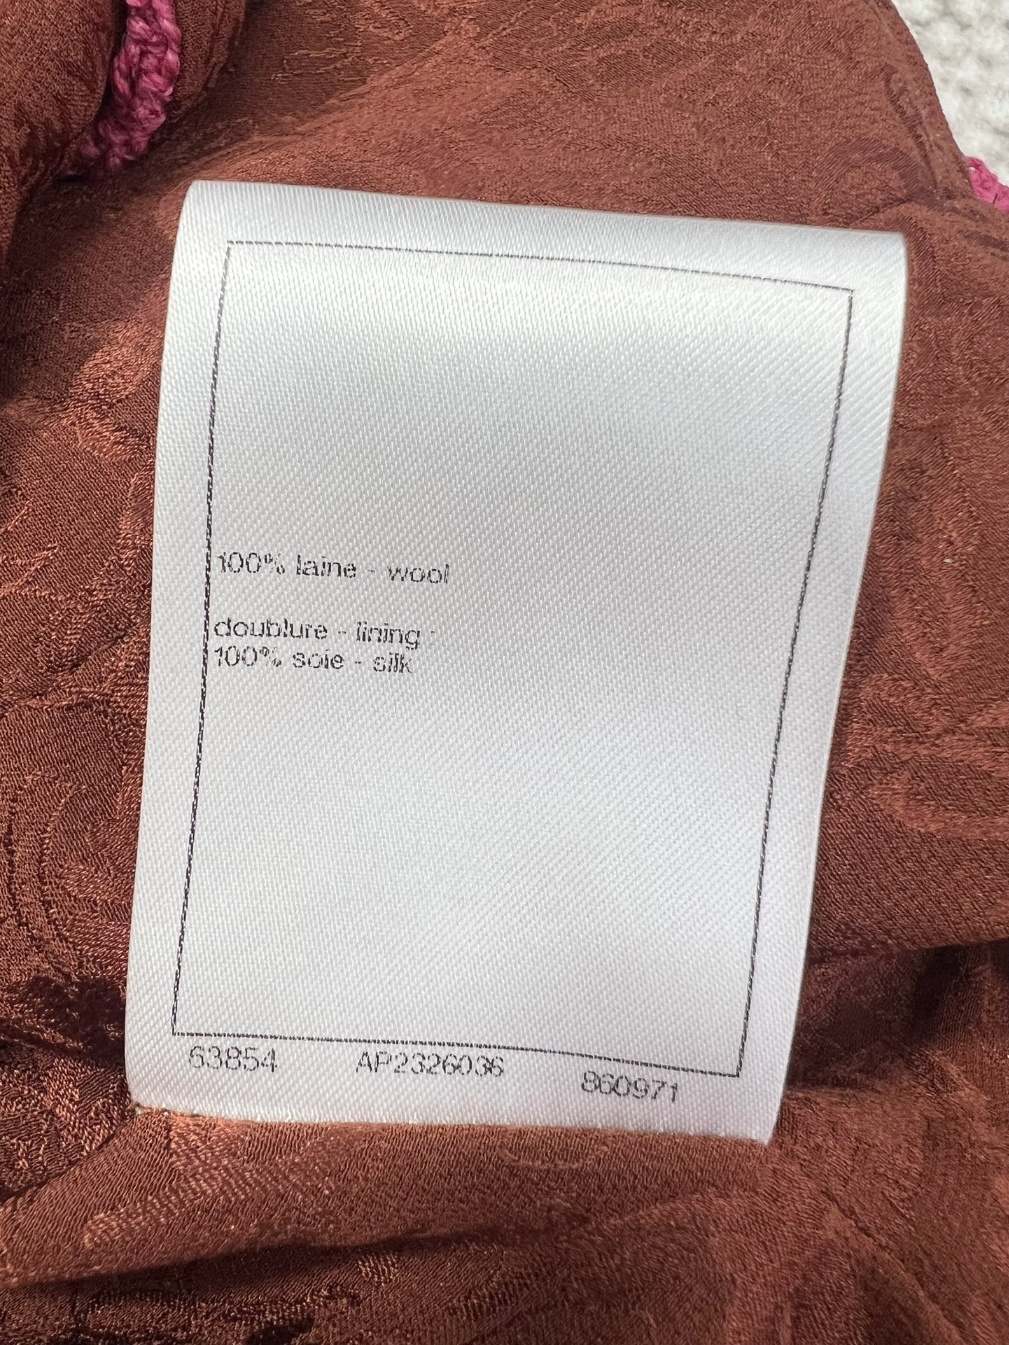 100% laine - wool
doublure - lining :
100% soie - silk
63854 AP2326036 860971